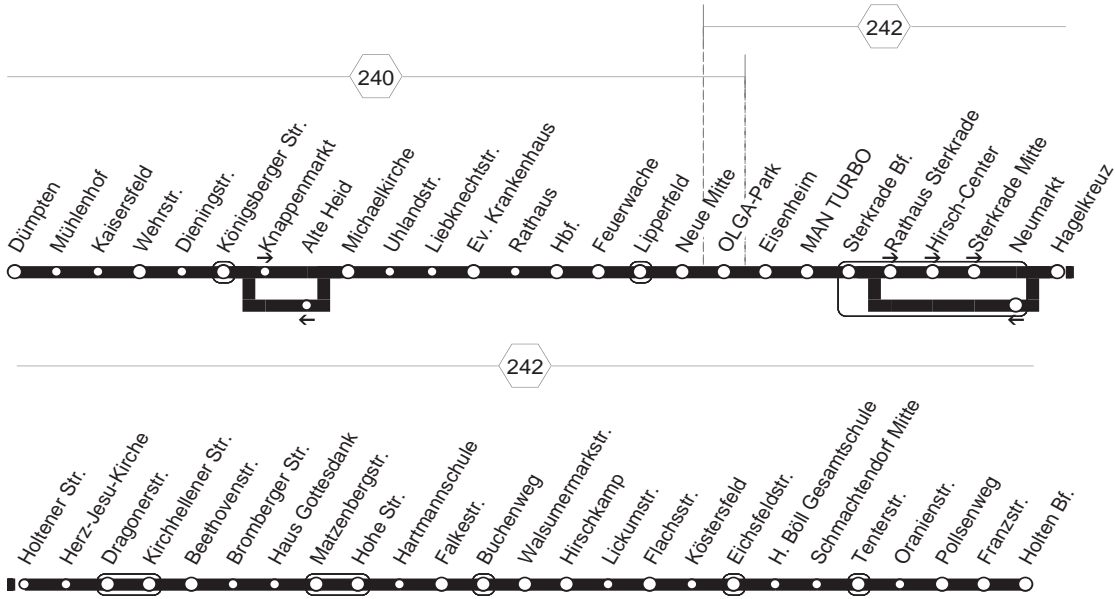 242
240
Dümpten
Mühlenhof
Kaisersfeld
Wehrstr.
Dieningstr.
Königsberger Str.
Knappenmarkt
Alte Heid
Michaelkirche
Uhlandstr.
Liebknechtstr.
Ev. Krankenhaus
Rathaus
Hbf.
Feuerwache
Lipperfeld
Neue Mitte
OLGA-Park
Eisenheim
MAN TURBO
Sterkrade Bf.
Rathaus Sterkrade
Hirsch-Center
Sterkrade Mitte
Neumarkt
Hagelkreuz
242
Holtener Str.
Herz-Jesu-Kirche
Dragonerstr.
Kirchhellener Str.
Beethovenstr.
Bromberger Str.
Haus Gottesdank
Matzenbergstr.
Hohe Str.
Hartmannschule
Falkestr.
Buchenweg
Walsumermarkstr.
Hirschkamp
Lickumstr.
Flachsstr.
Köstersfeld
Eichsfeldstr.
H. Böll Gesamtschule
Schmachtendorf Mitte
Tenterstr.
Oranienstr.
Pollsenweg
Franzstr.
Holten Bf.